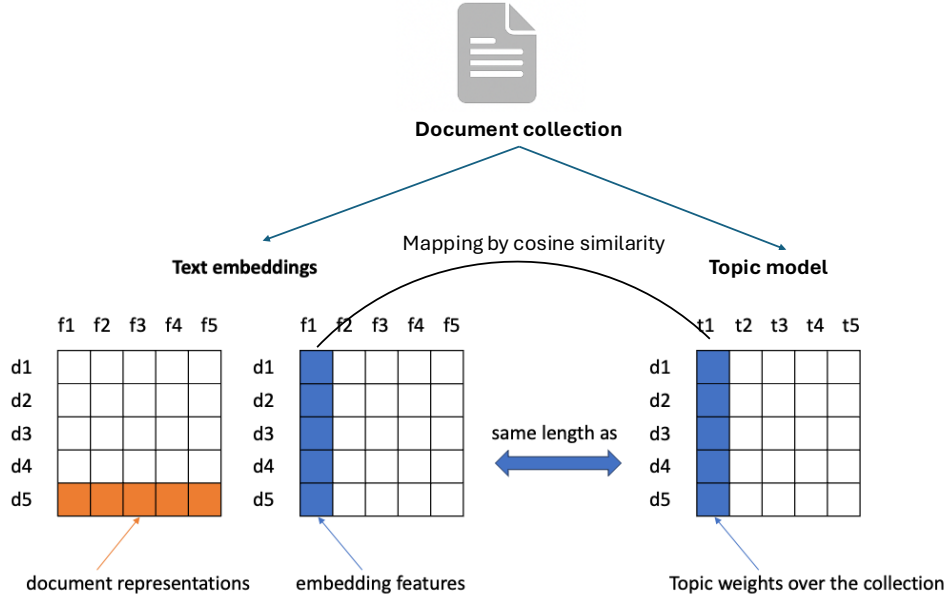 Document collection
Mapping by cosine similarity
Text embeddings
Topic model
f1 f2 f3 f4 f5
f1 f2 f3 f4 f5
t1 t2 t3 t4 t5
d1
d2
d3
d4
d5
d1
d2
d3
d4
d5
same length as
d1
d2
d3
d4
d5
document representations
embedding features
Topic weights over the collection